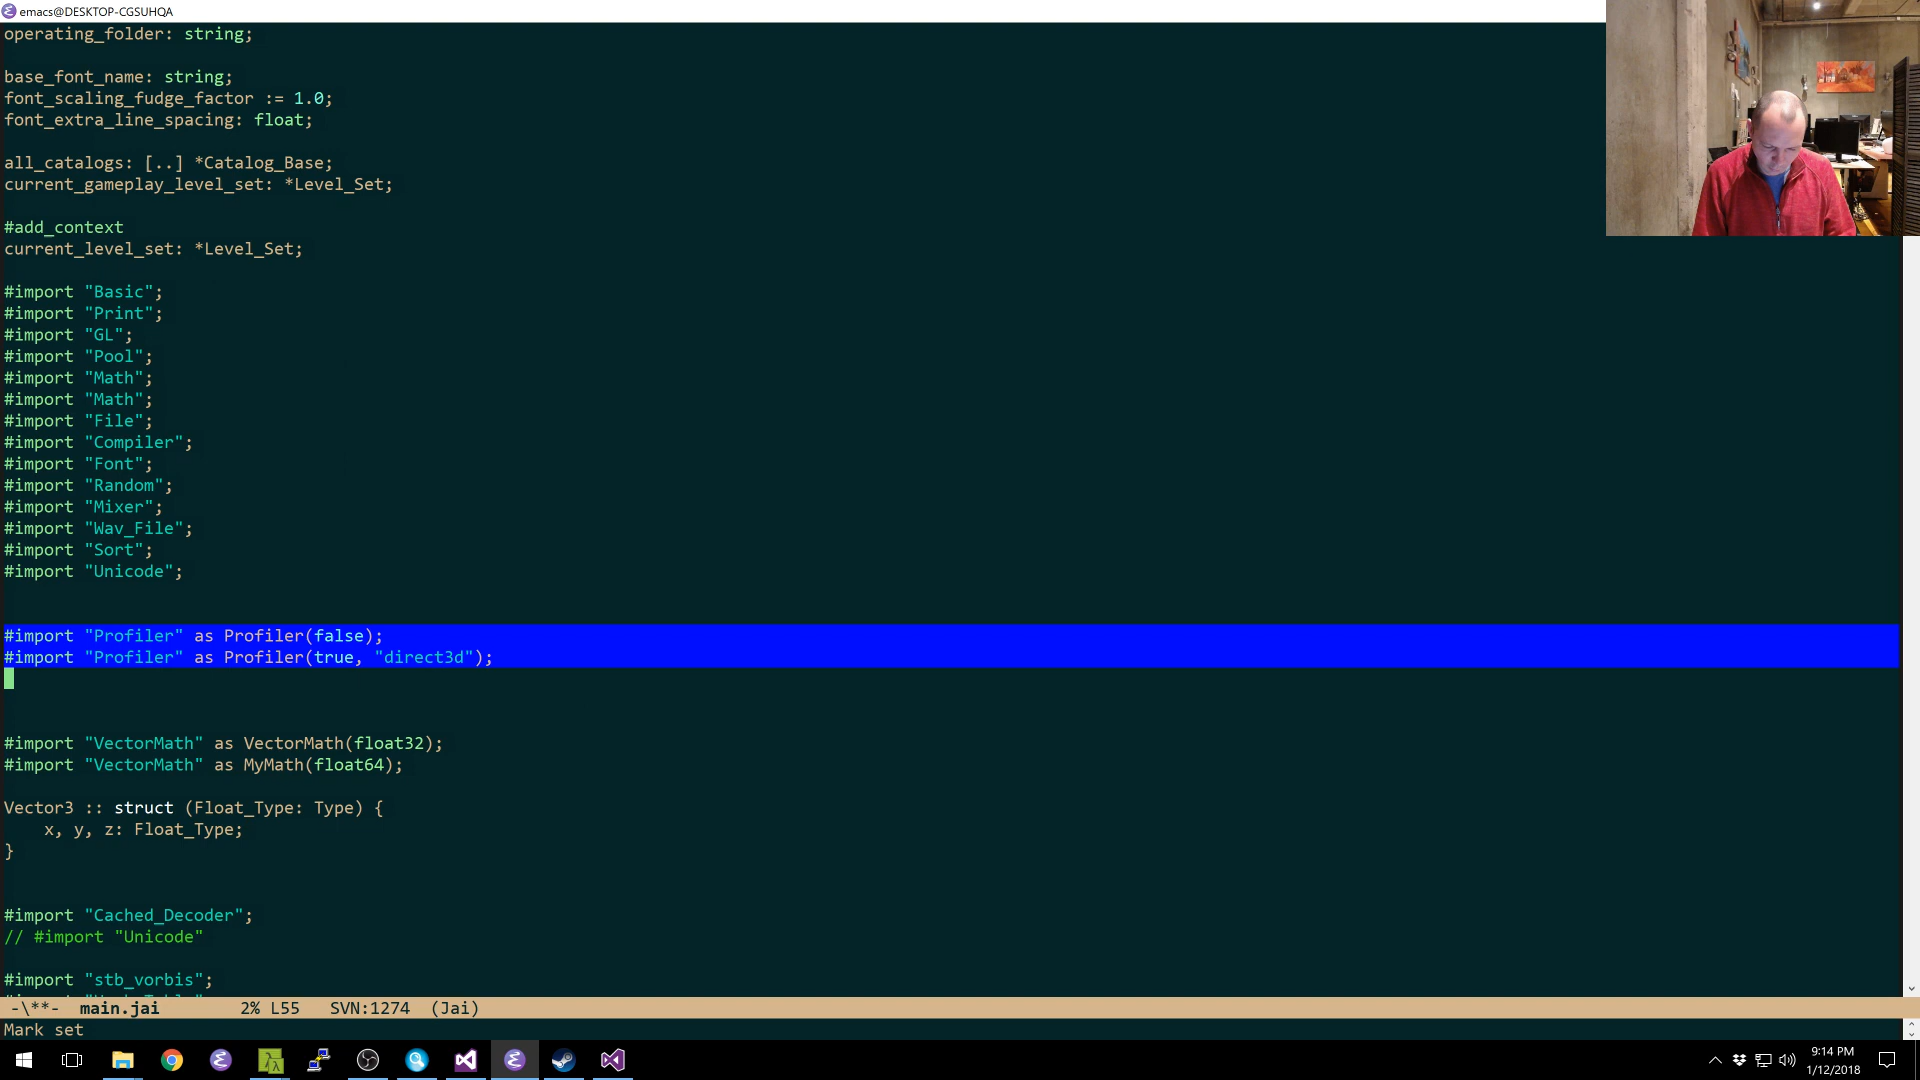 emacs@DESKTOP-CGSUHQA
operating_folder: string;
base_font_name: string;
font_scaling_fudge_factor := 1.0;
font_extra_line_spacing: float;
all_catalogs: [..] *Catalog_Base;
current_gameplay_level_set: *Level_Set;
#add_context
current_level_set: *Level_Set;
#import "Basic";
#import "Print";
#import "GL";
#import "Pool";
#import "Math";
#import "Math";
#import "File";
#import "Compiler";
#import "Font";
#import "Random";
#import "Mixer";
#import "Wav_File";
#import "Sort";
#import "Unicode";
#import "Profiler" as Profiler(false);
#import "Profiler" as Profiler(true, "direct3d");
#import "VectorMath" as VectorMath(float32);
#import "VectorMath" as MyMath(float64);
Vector3 :: struct (Float_Type: Type) {
    x, y, z: Float_Type;
}
#import "Cached_Decoder";
// #import "Unicode"
#import "stb_vorbis";
-\**-  main.jai        2% L55   SVN:1274  (Jai)
Mark set
9:14 PM
1/12/2018